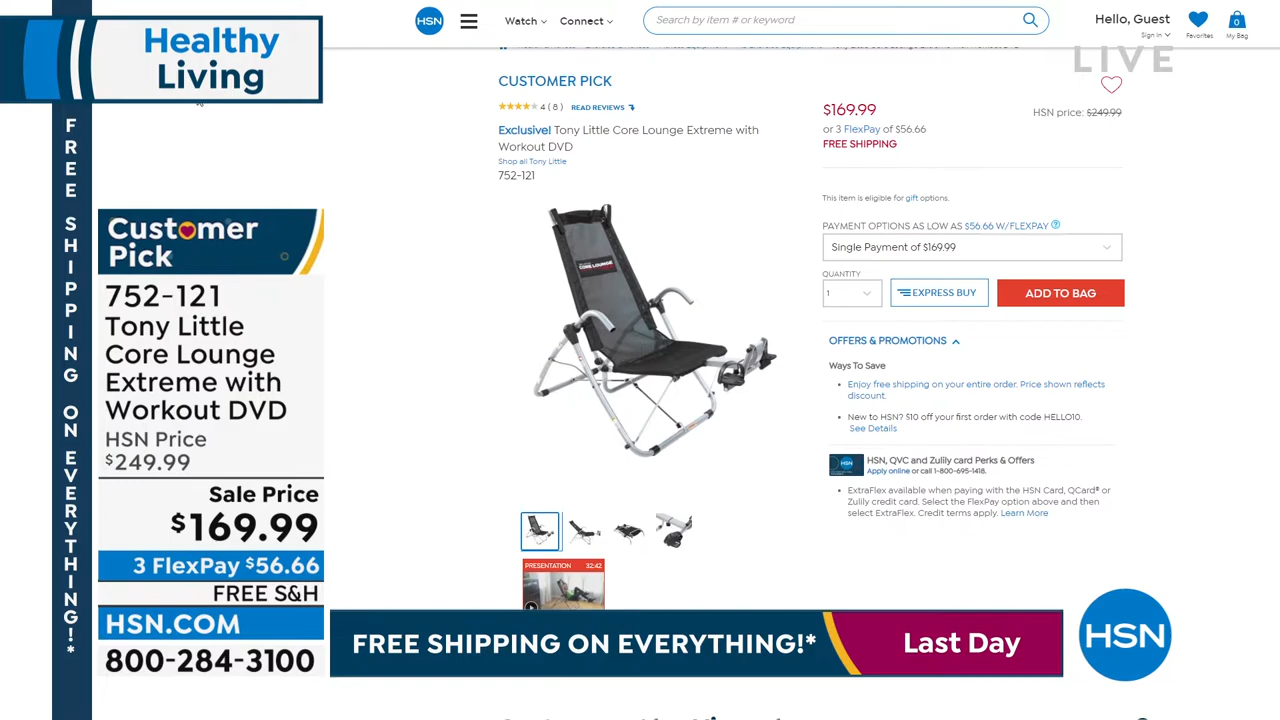 Healthy
Living
FREE SHIPPING ON EVERYTHING!*
Customer
Pick
752-121
Tony Little
Core Lounge
Extreme with
Workout DVD
HSN Price
$249.99
Sale Price
$169.99
3 FlexPay $56.66
FREE S&H
HSN.COM
800-284-3100
HSN
Watch
Connect
Search by item # or keyword
Hello, Guest
Sign in
Favorites
0
My Bag
LIVE
CUSTOMER PICK
4 ( 8 ) READ REVIEWS
Exclusive! Tony Little Core Lounge Extreme with
Workout DVD
Shop all Tony Little
752-121
CORE LOUNGE
PRESENTATION 32:42
$169.99
HSN price: $249.99
or 3 FlexPay of $56.66
FREE SHIPPING
This item is eligible for gift options.
PAYMENT OPTIONS AS LOW AS $56.66 W/FLEXPAY ?
Single Payment of $169.99
QUANTITY
1
EXPRESS BUY
ADD TO BAG
OFFERS & PROMOTIONS
Ways To Save
Enjoy free shipping on your entire order. Price shown reflects
discount.
New to HSN? $10 off your first order with code HELLO10.
See Details
HSN, QVC and Zulily card Perks & Offers
Apply online or call 1-800-695-1418.
ExtraFlex available when paying with the HSN Card, QCard® or
Zulily credit card. Select the FlexPay option above and then
select ExtraFlex. Credit terms apply. Learn More
FREE SHIPPING ON EVERYTHING!*
Last Day
HSN